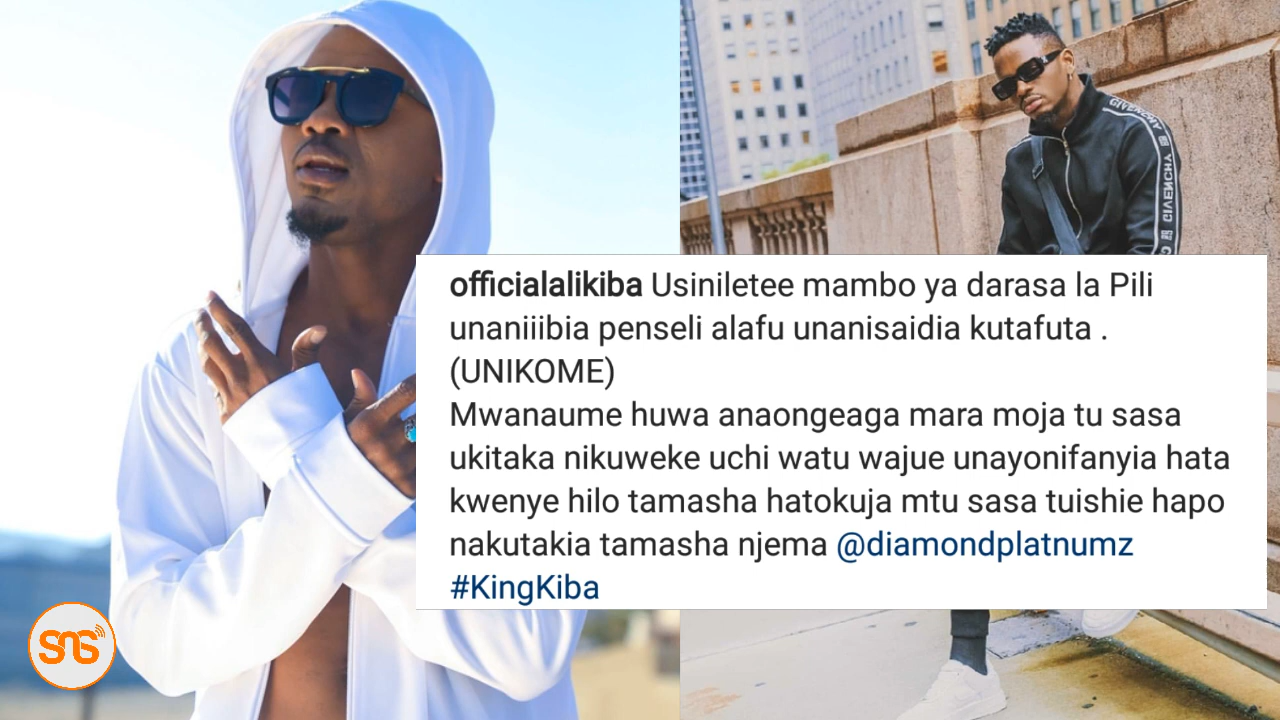 GIVENCHY
officialalikiba Usiniletee mambo ya darasa la Pili
unaniiibia penseli alafu unanisaidia kutafuta .
(UNIKOME)
Mwanaume huwa anaongeaga mara moja tu sasa
ukitaka nikuweke uchi watu wajue unayonifanyia hata
kwenye hilo tamasha hatokuja mtu sasa tuishie hapo
nakutakia tamasha njema @diamondplatnumz
#KingKiba
SNS